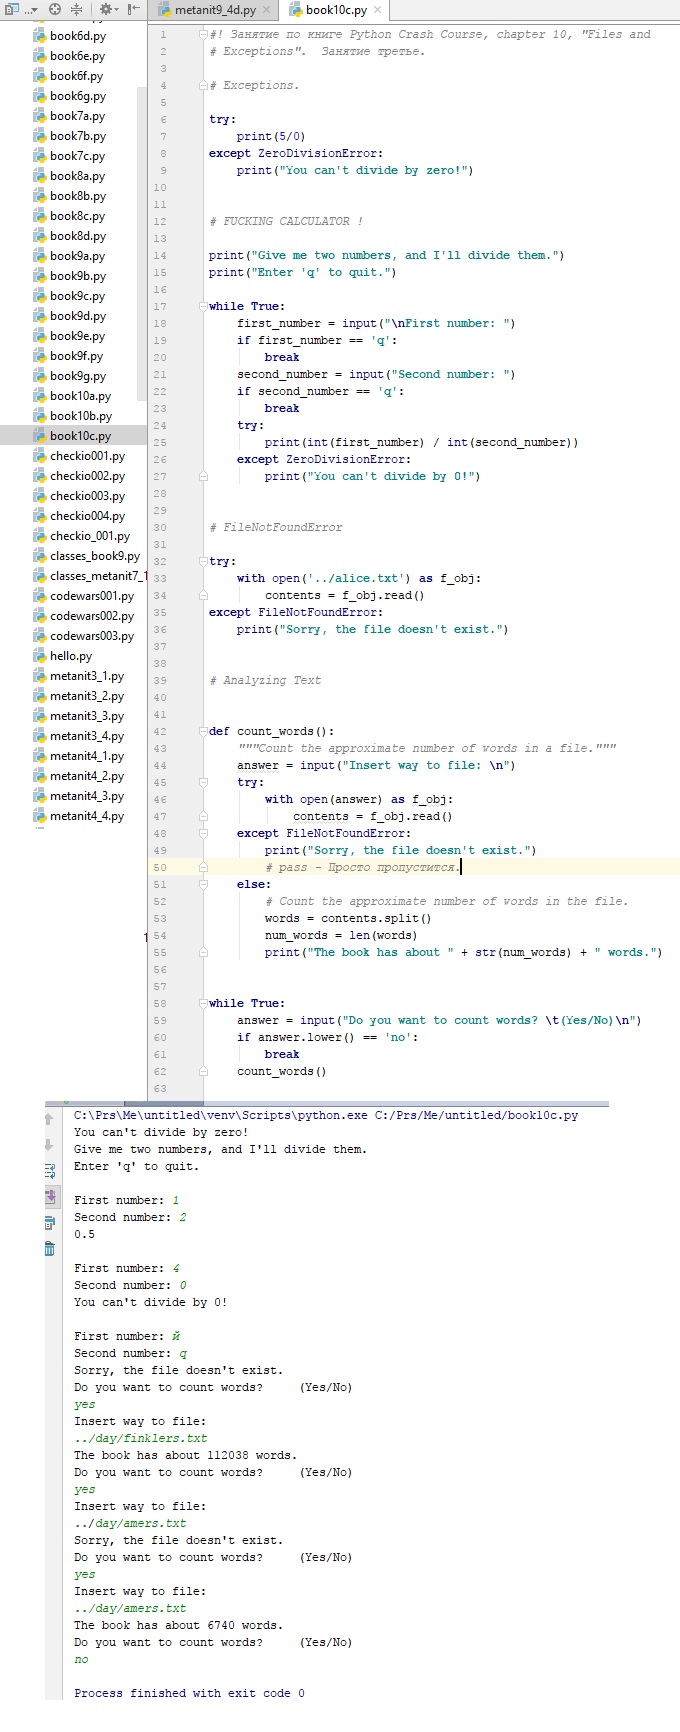 metanit9_4d.py
book10c.py
book6d.py
book6e.py
book6f.py
book6g.py
book7a.py
book7b.py
book7c.py
book8a.py
book8b.py
book8c.py
book8d.py
book9a.py
book9b.py
book9c.py
book9d.py
book9e.py
book9f.py
book9g.py
book10a.py
book10b.py
book10c.py
checkio001.py
checkio002.py
checkio003.py
checkio004.py
checkio_001.py
classes_book9.py
classes_metanit7_1
codewars001.py
codewars002.py
codewars003.py
hello.py
metanit3_1.py
metanit3_2.py
metanit3_3.py
metanit3_4.py
metanit4_1.py
metanit4_2.py
metanit4_3.py
metanit4_4.py
1 #! Занятие по книге Python Crash Course, chapter 10, "Files and
2 # Exceptions".  Занятие третье.
3
4 # Exceptions.
5
6 try:
7     print(5/0)
8 except ZeroDivisionError:
9     print("You can't divide by zero!")
10
11
12 # FUCKING CALCULATOR !
13
14 print("Give me two numbers, and I'll divide them.")
15 print("Enter 'q' to quit.")
16
17 while True:
18     first_number = input("\nFirst number: ")
19     if first_number == 'q':
20         break
21     second_number = input("Second number: ")
22     if second_number == 'q':
23         break
24     try:
25         print(int(first_number) / int(second_number))
26     except ZeroDivisionError:
27         print("You can't divide by 0!")
28
29
30 # FileNotFoundError
31
32 try:
33     with open('../alice.txt') as f_obj:
34         contents = f_obj.read()
35 except FileNotFoundError:
36     print("Sorry, the file doesn't exist.")
37
38
39 # Analyzing Text
40
41
42 def count_words():
43     """Count the approximate number of words in a file."""
44     answer = input("Insert way to file: \n")
45     try:
46         with open(answer) as f_obj:
47             contents = f_obj.read()
48     except FileNotFoundError:
49         print("Sorry, the file doesn't exist.")
50         # pass - Просто пропустится.
51     else:
52         # Count the approximate number of words in the file.
53         words = contents.split()
54         num_words = len(words)
55         print("The book has about " + str(num_words) + " words.")
56
57
58 while True:
59     answer = input("Do you want to count words? \t(Yes/No)\n")
60     if answer.lower() == 'no':
61         break
62     count_words()
63
C:\Prs\Me\untitled\venv\Scripts\python.exe C:/Prs/Me/untitled/book10c.py
You can't divide by zero!
Give me two numbers, and I'll divide them.
Enter 'q' to quit.
First number: 1
Second number: 2
0.5
First number: 4
Second number: 0
You can't divide by 0!
First number: й
Second number: q
Sorry, the file doesn't exist.
Do you want to count words?     (Yes/No)
yes
Insert way to file:
../day/finklers.txt
The book has about 112038 words.
Do you want to count words?     (Yes/No)
yes
Insert way to file:
../day/amers.txt
Sorry, the file doesn't exist.
Do you want to count words?     (Yes/No)
yes
Insert way to file:
../day/amers.txt
The book has about 6740 words.
Do you want to count words?     (Yes/No)
no
Process finished with exit code 0